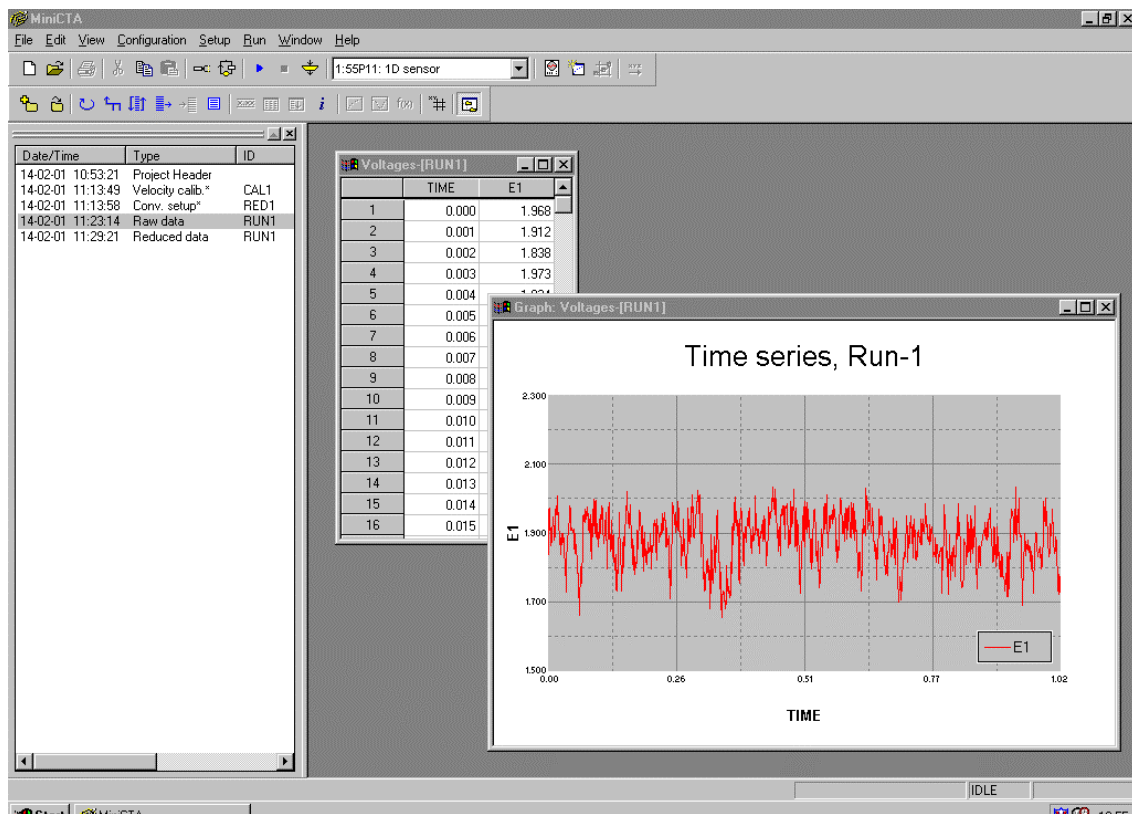 MiniCTA
File Edit View Configuration Setup Run Window Help
1:55P11: 1D sensor
Date/Time Type ID
14-02-01 10:53:21 Project Header
14-02-01 11:13:49 Velocity calib.* CAL1
14-02-01 11:13:58 Conv. setup* RED1
14-02-01 11:23:14 Raw data RUN1
14-02-01 11:29:21 Reduced data RUN1
Voltages-[RUN1]
TIME E1
1 0.000 1.968
2 0.001 1.912
3 0.002 1.838
4 0.003 1.973
5 0.004
6 0.005
7 0.006
8 0.007
9 0.008
10 0.009
11 0.010
12 0.011
13 0.012
14 0.013
15 0.014
16 0.015
Graph: Voltages-[RUN1]
Time series, Run-1
2.300
2.100
1.900
1.700
1.500
E1
0.00 0.26 0.51 0.77 1.02
TIME
E1
IDLE
Start MiniCTA